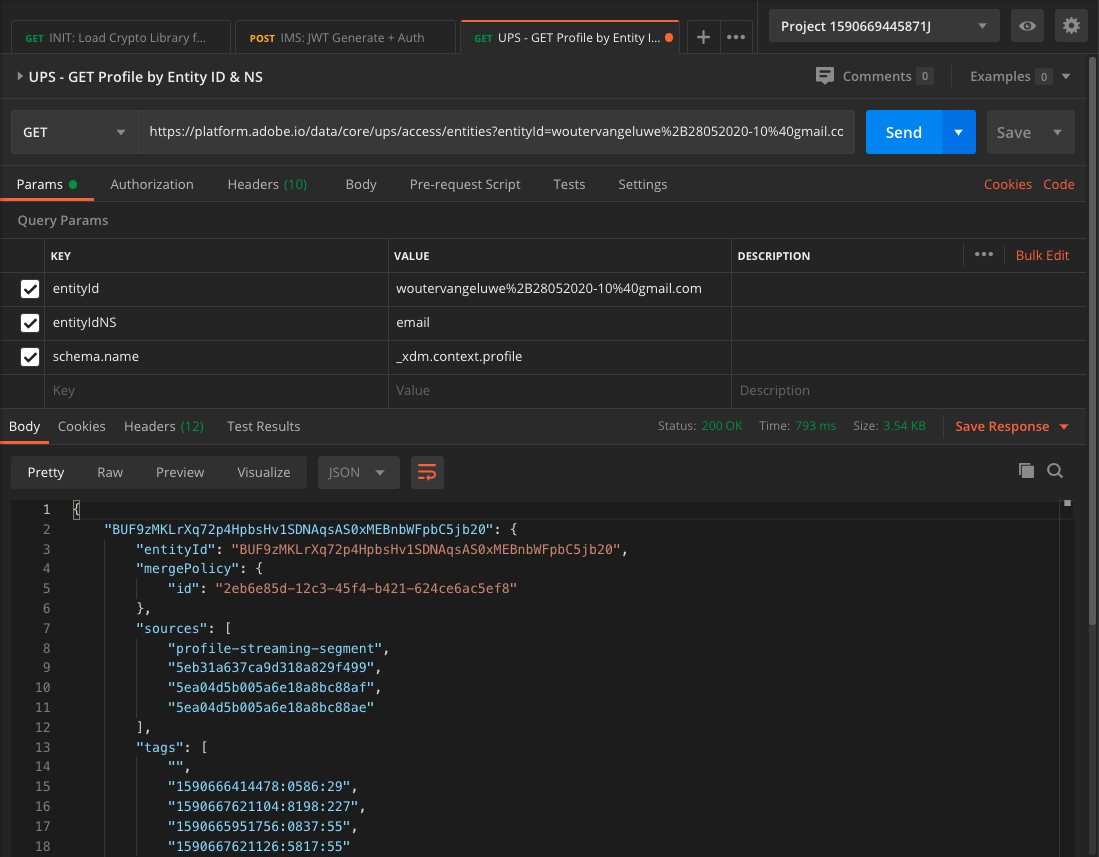 GET INIT: Load Crypto Library f...
POST IMS: JWT Generate + Auth
GET UPS - GET Profile by Entity I...
Project 1590669445871J
UPS - GET Profile by Entity ID & NS
Comments 0
Examples 0
GET
https://platform.adobe.io/data/core/ups/access/entities?entityId=woutervangeluwe%2B28052020-10%40gmail.co
Send
Save
Params
Authorization
Headers (10)
Body
Pre-request Script
Tests
Settings
Cookies
Code
Query Params
KEY VALUE DESCRIPTION
Bulk Edit
entityId woutervangeluwe%2B28052020-10%40gmail.com
entityIdNS email
schema.name _xdm.context.profile
Key Value Description
Body
Cookies
Headers (12)
Test Results
Status: 200 OK
Time: 793 ms
Size: 3.54 KB
Save Response
Pretty
Raw
Preview
Visualize
JSON
1 {
2 "BUF9zMKLrXq72p4HpbsHv1SDNAqsAS0xMEBnbWFpbC5jb20": {
3 "entityId": "BUF9zMKLrXq72p4HpbsHv1SDNAqsAS0xMEBnbWFpbC5jb20",
4 "mergePolicy": {
5 "id": "2eb6e85d-12c3-45f4-b421-624ce6ac5ef8"
6 },
7 "sources": [
8 "profile-streaming-segment",
9 "5eb31a637ca9d318a829f499",
10 "5ea04d5b005a6e18a8bc88af",
11 "5ea04d5b005a6e18a8bc88ae"
12 ],
13 "tags": [
14 "",
15 "1590666414478:0586:29",
16 "1590667621104:8198:227",
17 "1590665951756:0837:55",
18 "1590667621126:5817:55"